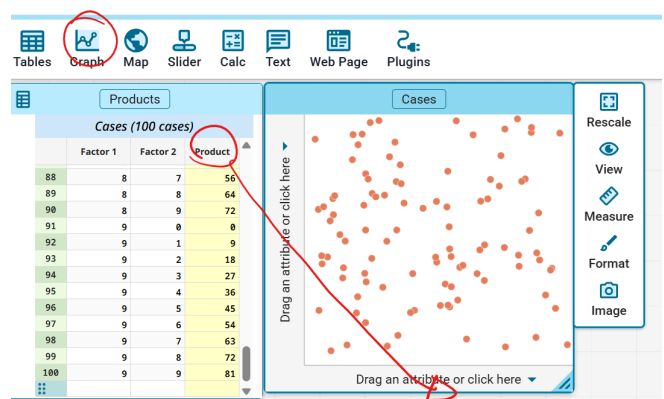 Tables Graph Map Slider Calc Text Web Page Plugins
Products
Cases (100 cases)
Factor 1 Factor 2 Product
88 8 7 56
89 8 8 64
90 8 9 72
91 9 0 0
92 9 1 9
93 9 2 18
94 9 3 27
95 9 4 36
96 9 5 45
97 9 6 54
98 9 7 63
99 9 8 72
100 9 9 81
Cases
Drag an attribute or click here
Drag an attribute or click here
Rescale
View
Measure
Format
Image